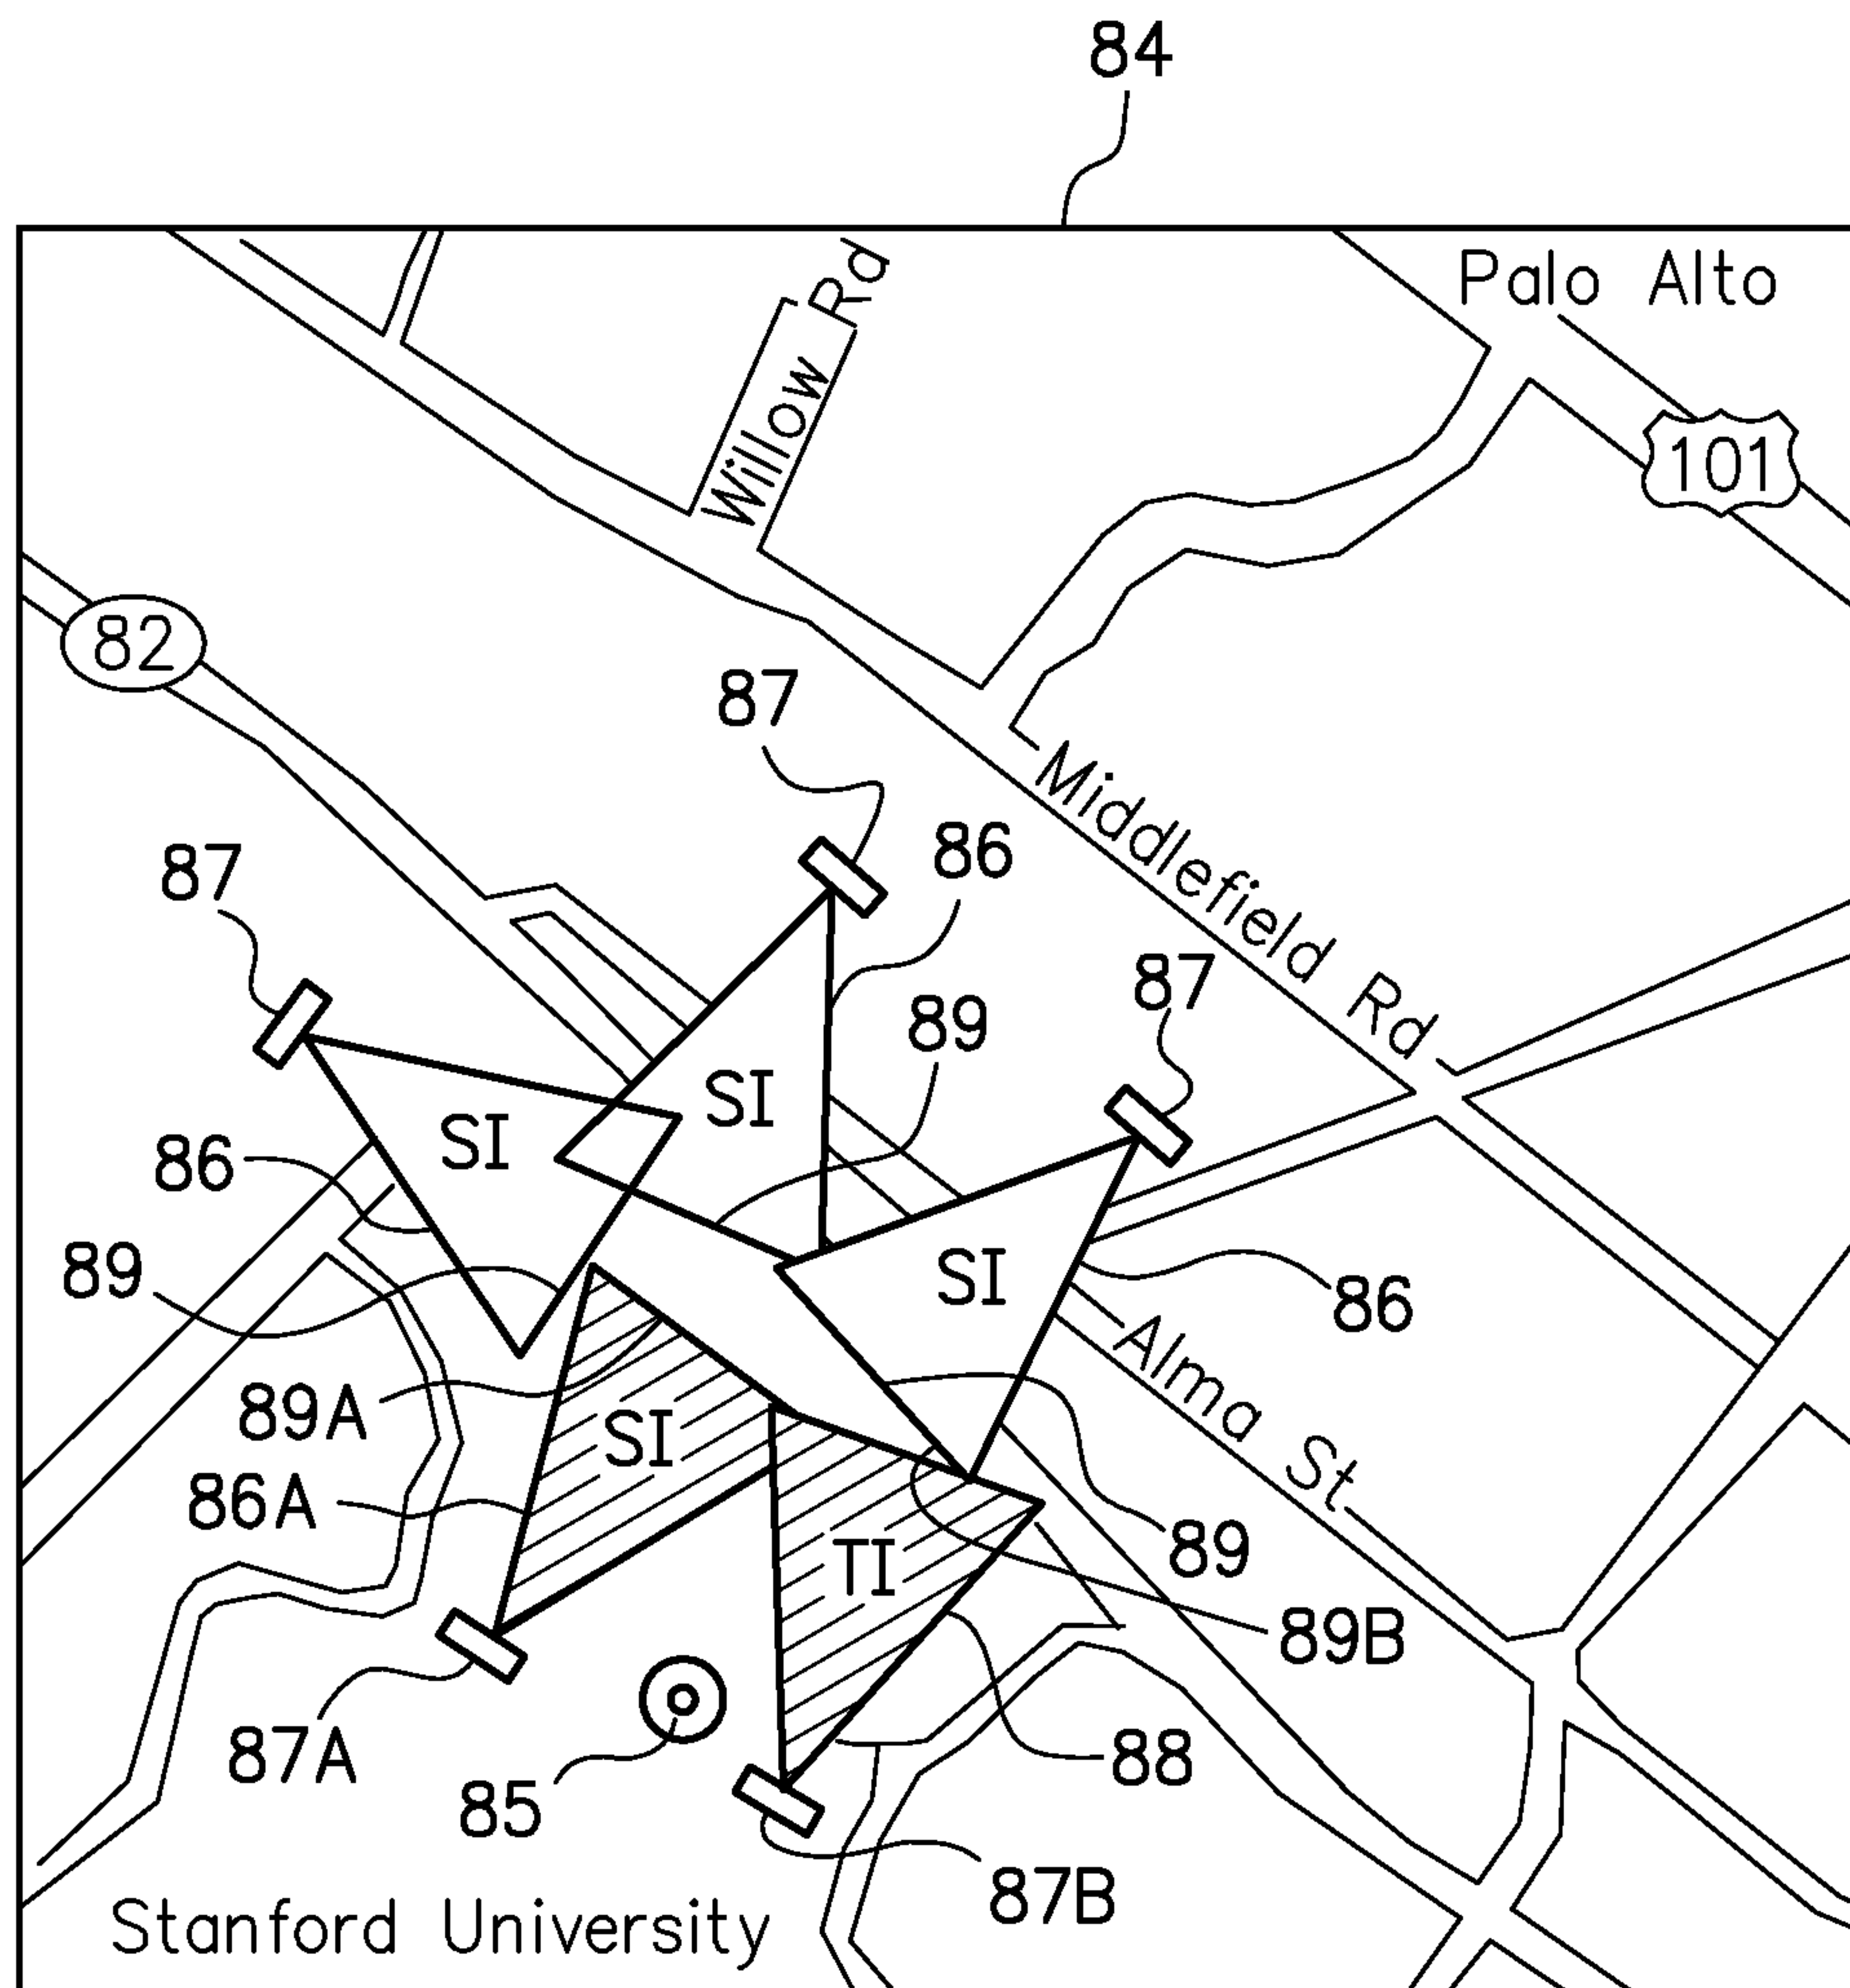 84
Palo Alto
Willow Rd
101
82
87
Middlefield Rd
86
87
89
87
SI
SI
86
89
SI
86
Alma St
89A
SI
86A
89
TI
89B
87A
88
85
87B
Stanford University